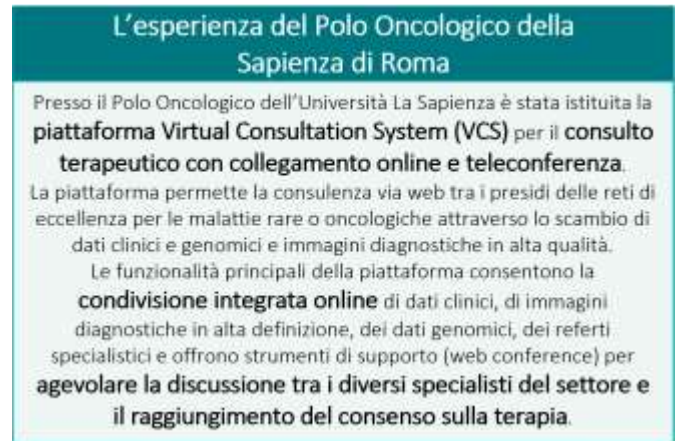 L'esperienza del Polo Oncologico della
Sapienza di Roma
Presso il Polo Oncologico dell'Università La Sapienza è stata istituita la
piattaforma Virtual Consultation System (VCS) per il consulto
terapeutico con collegamento online e teleconferenza.
La piattaforma permette la consulenza via web tra i presidi delle reti di
eccellenza per le malattie rare o oncologiche attraverso lo scambio di
dati clinici e genomici e immagini diagnostiche in alta qualità.
Le funzionalità principali della piattaforma consentono la
condivisione integrata online di dati clinici, di immagini
diagnostiche in alta definizione, dei dati genomici, dei referti
specialistici e offrono strumenti di supporto (web conference) per
agevolare la discussione tra i diversi specialisti del settore e
il raggiungimento del consenso sulla terapia.